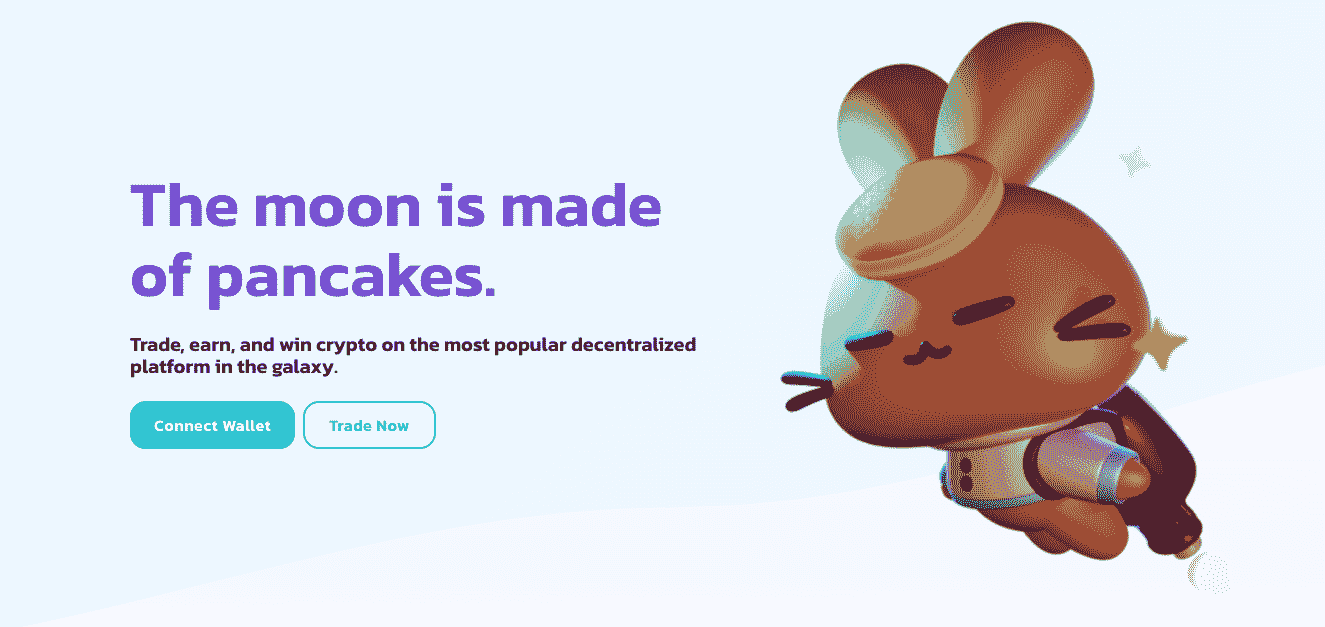 The moon is made
of pancakes.
Trade, earn, and win crypto on the most popular decentralized
platform in the galaxy.
Connect Wallet
Trade Now